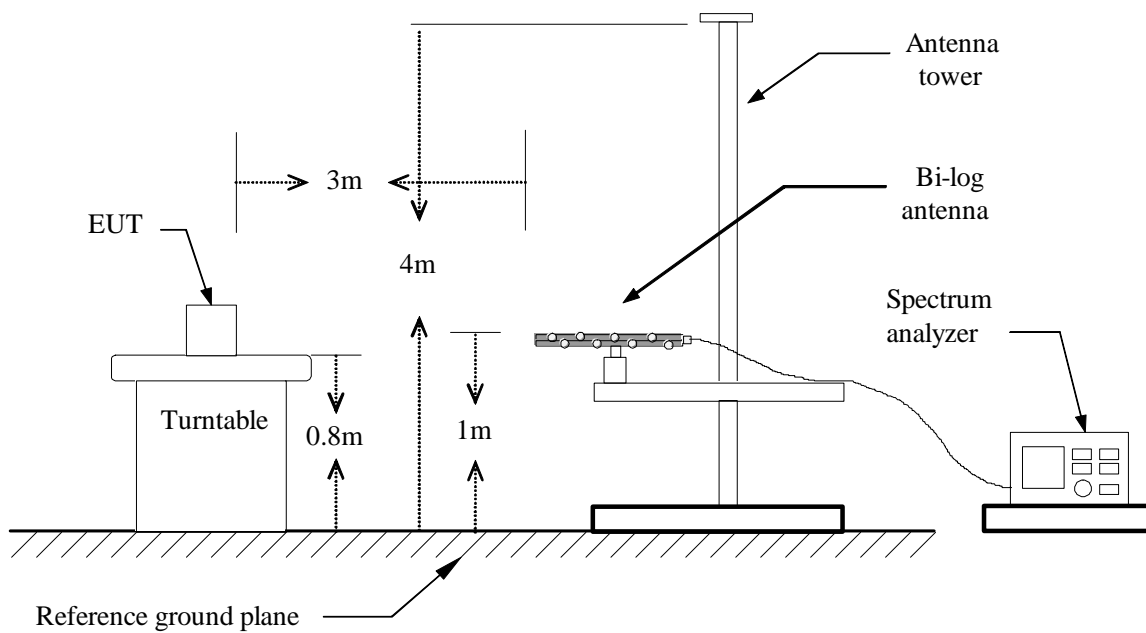 Antenna
tower
3m
Bi-log
antenna
EUT
4m
Spectrum
analyzer
Turntable
0.8m
1m
Reference ground plane